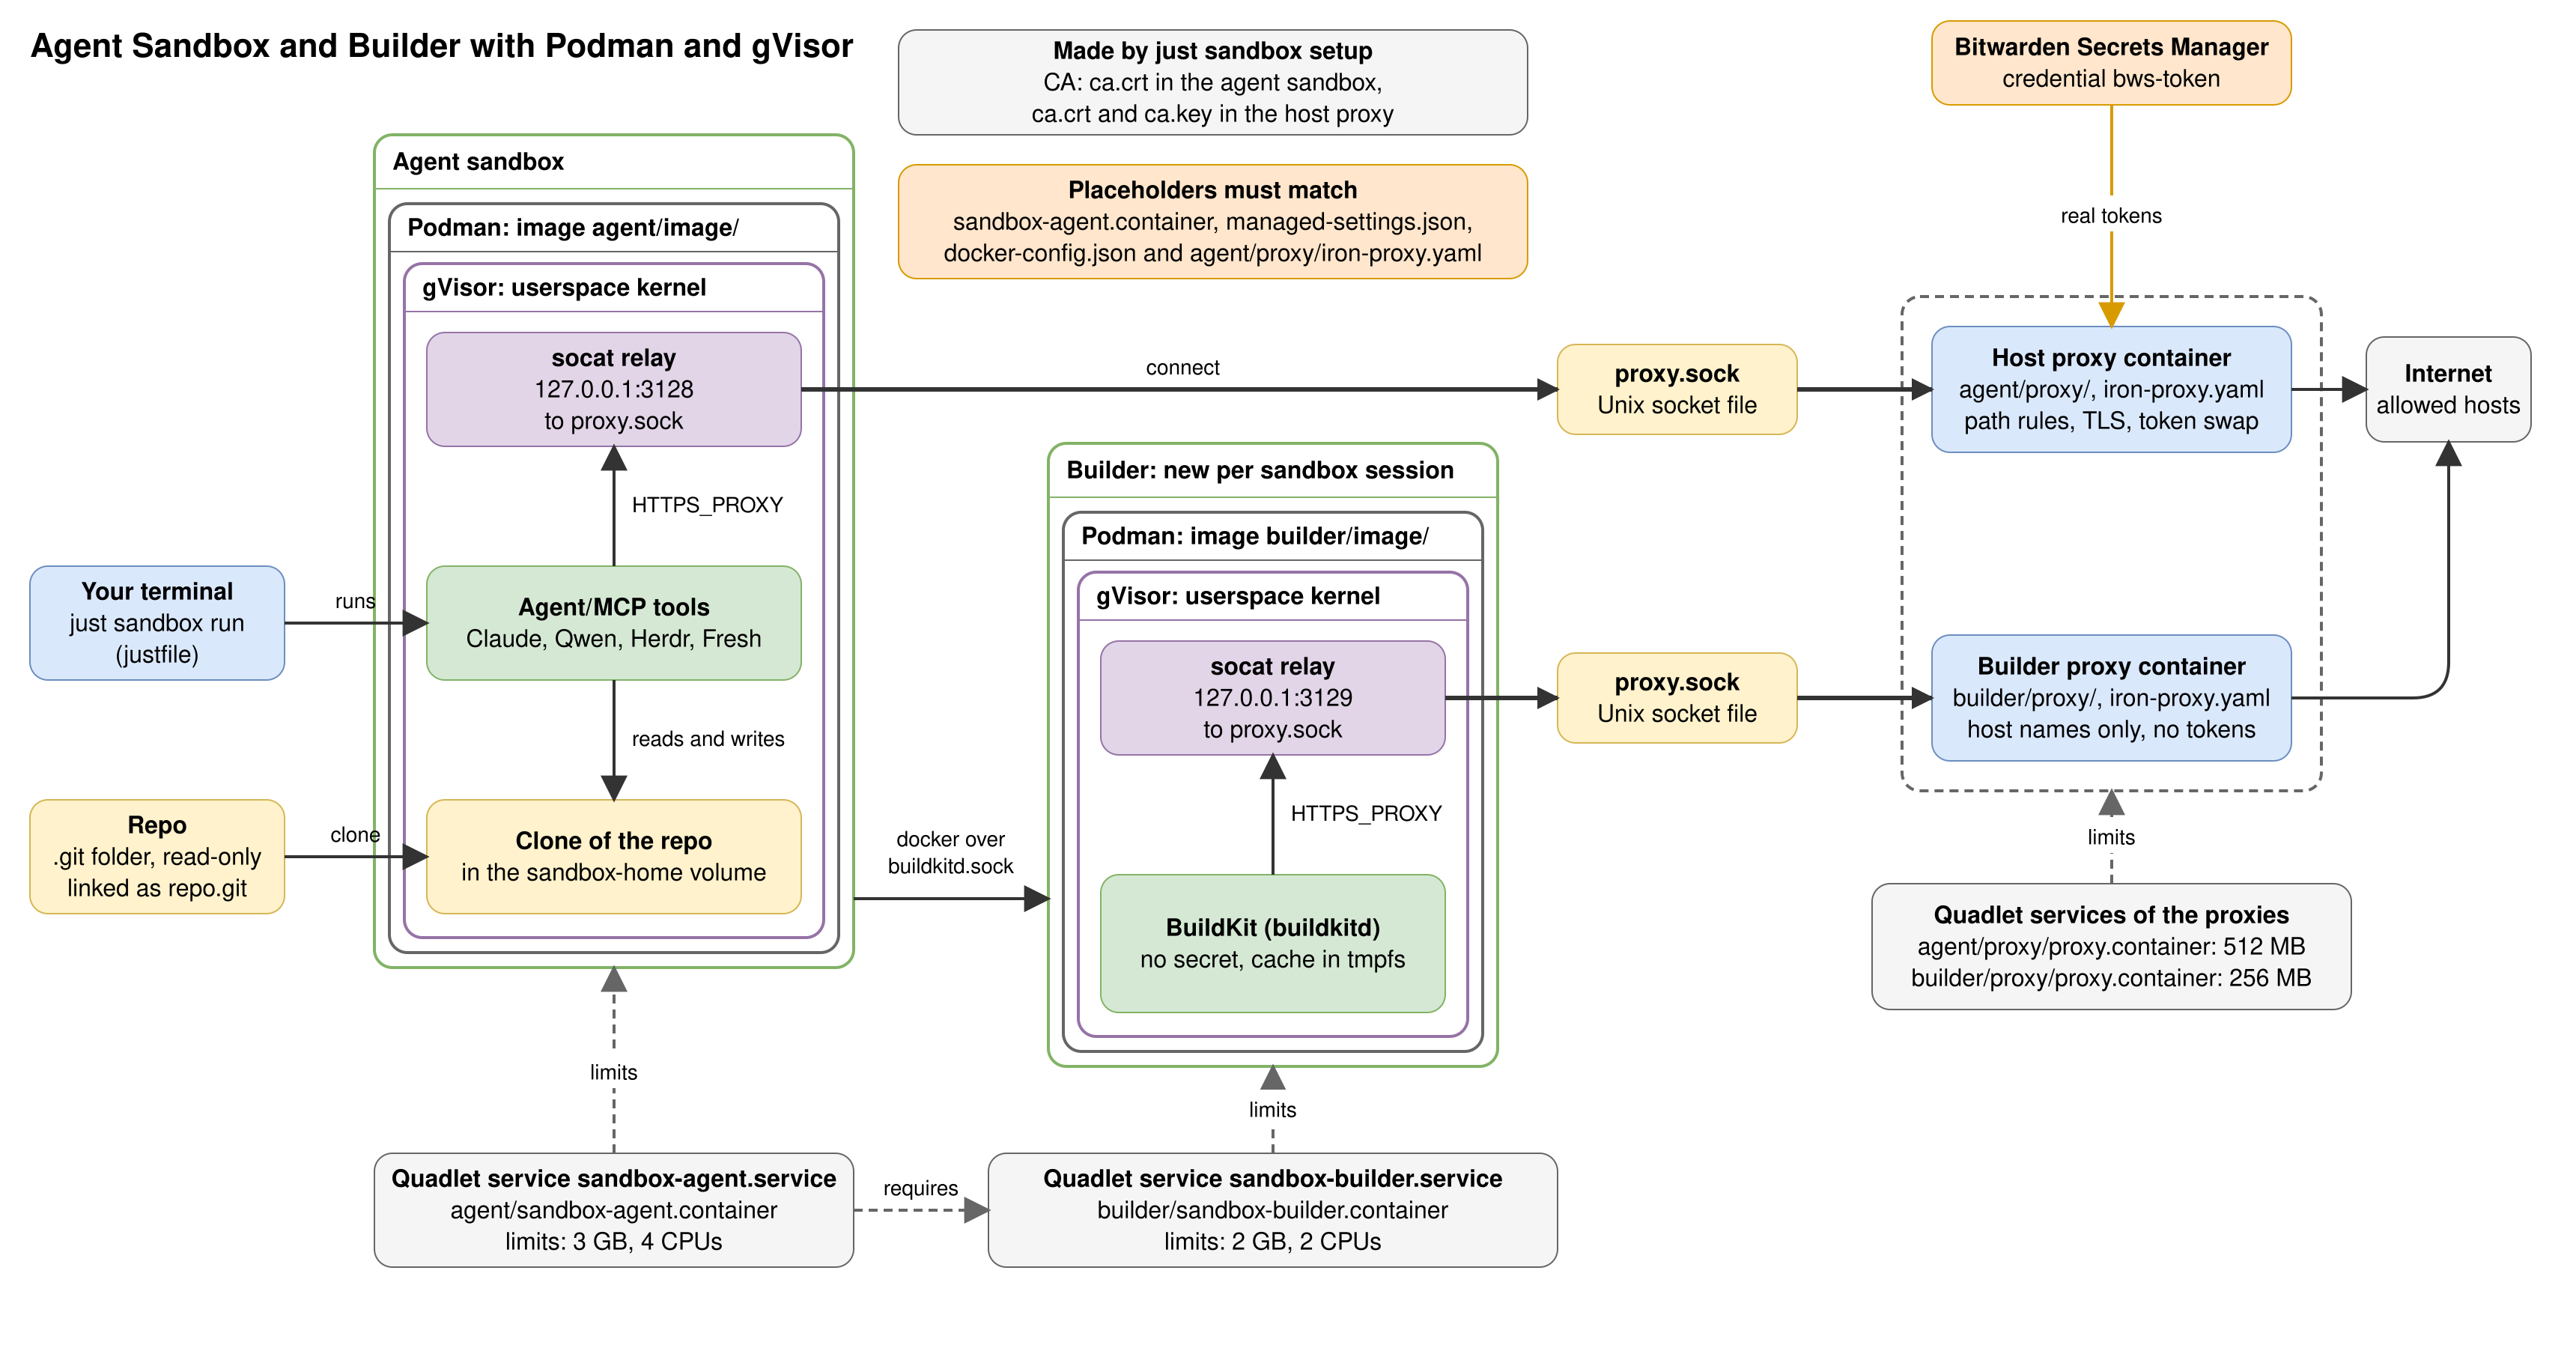 Agent Sandbox and Builder with Podman and gVisor
Made by just sandbox setup
CA: ca.crt in the agent sandbox,
ca.crt and ca.key in the host proxy
Bitwarden Secrets Manager
credential bws-token
Placeholders must match
sandbox-agent.container, managed-settings.json,
docker-config.json and agent/proxy/iron-proxy.yaml
real tokens
Agent sandbox
Podman: image agent/image/
gVisor: userspace kernel
socat relay
127.0.0.1:3128
to proxy.sock
connect
proxy.sock
Unix socket file
Host proxy container
agent/proxy/, iron-proxy.yaml
path rules, TLS, token swap
Internet
allowed hosts
HTTPS_PROXY
Your terminal
just sandbox run
(justfile)
runs
Agent/MCP tools
Claude, Qwen, Herdr, Fresh
reads and writes
Repo
.git folder, read-only
linked as repo.git
clone
Clone of the repo
in the sandbox-home volume
docker over
buildkitd.sock
Builder: new per sandbox session
Podman: image builder/image/
gVisor: userspace kernel
socat relay
127.0.0.1:3129
to proxy.sock
proxy.sock
Unix socket file
Builder proxy container
builder/proxy/, iron-proxy.yaml
host names only, no tokens
HTTPS_PROXY
BuildKit (buildkitd)
no secret, cache in tmpfs
limits
Quadlet services of the proxies
agent/proxy/proxy.container: 512 MB
builder/proxy/proxy.container: 256 MB
limits
limits
Quadlet service sandbox-agent.service
agent/sandbox-agent.container
limits: 3 GB, 4 CPUs
requires
Quadlet service sandbox-builder.service
builder/sandbox-builder.container
limits: 2 GB, 2 CPUs